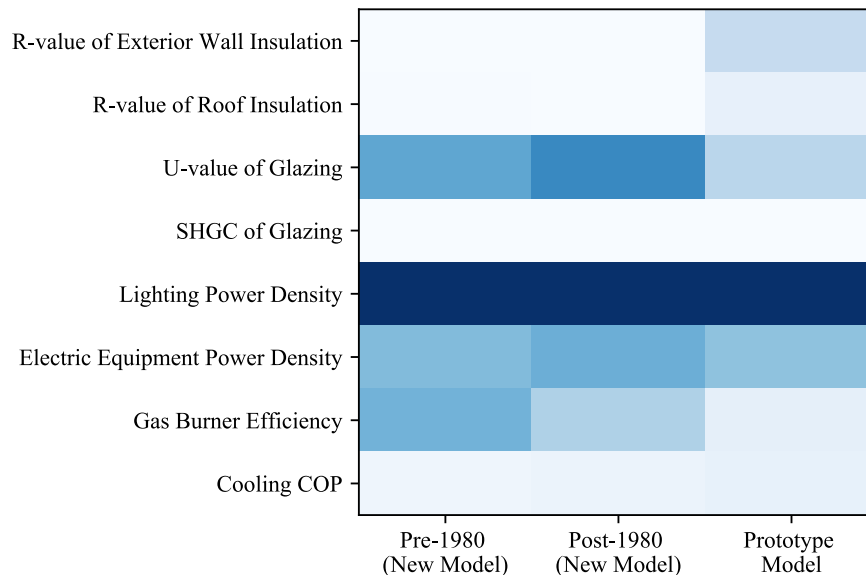 R-value of Exterior Wall Insulation
R-value of Roof Insulation
U-value of Glazing
SHGC of Glazing
Lighting Power Density
Electric Equipment Power Density
Gas Burner Efficiency
Cooling COP
Pre-1980
(New Model)
Post-1980
(New Model)
Prototype
Model